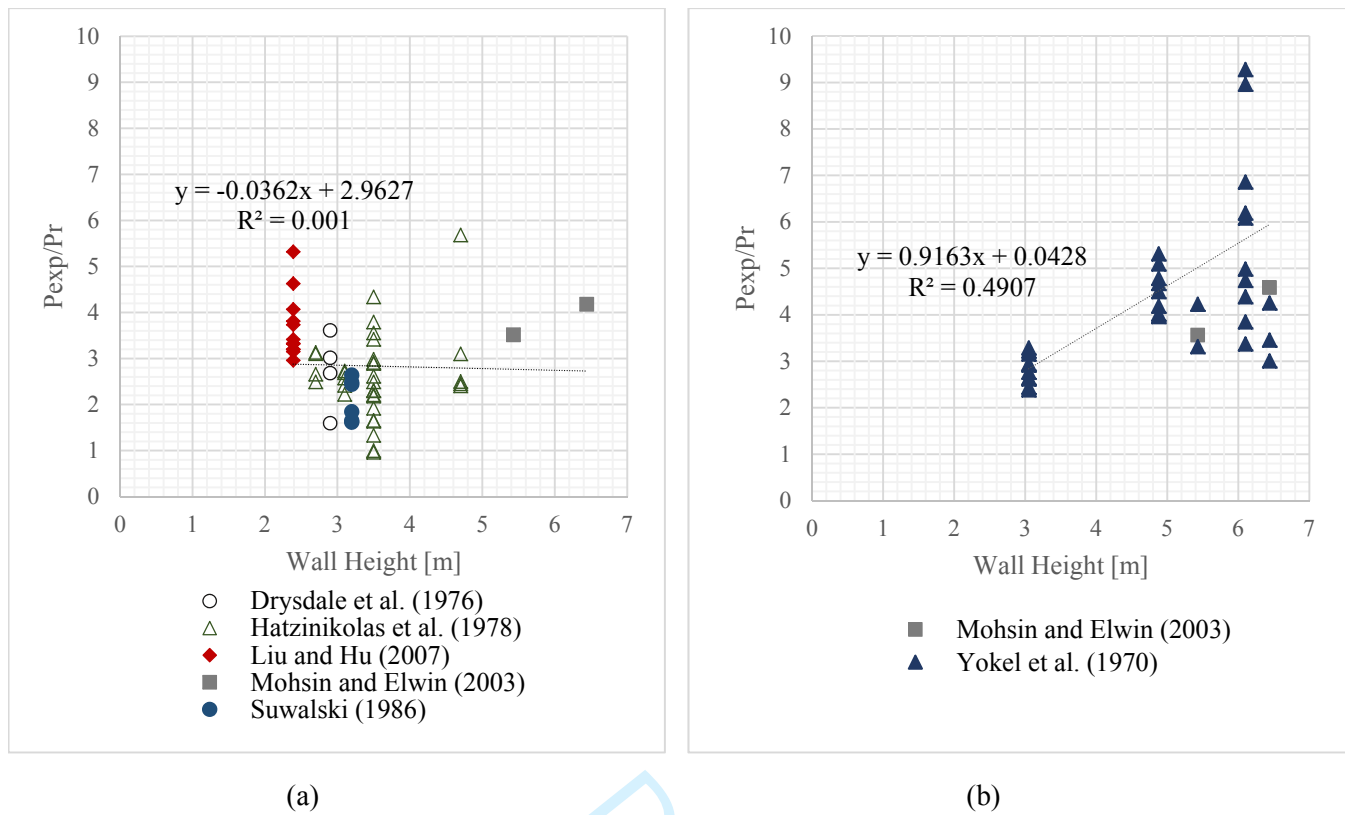 10
9
8
7
6
5
4
3
2
1
0
Pexp/Pr
y = -0.0362x + 2.9627
R² = 0.001
0 1 2 3 4 5 6 7
Wall Height [m]
Drysdale et al. (1976)
Hatzinikolas et al. (1978)
Liu and Hu (2007)
Mohsin and Elwin (2003)
Suwalski (1986)
(a)
10
9
8
7
6
5
4
3
2
1
0
Pexp/Pr
y = 0.9163x + 0.0428
R² = 0.4907
0 1 2 3 4 5 6 7
Wall Height [m]
Mohsin and Elwin (2003)
Yokel et al. (1970)
(b)